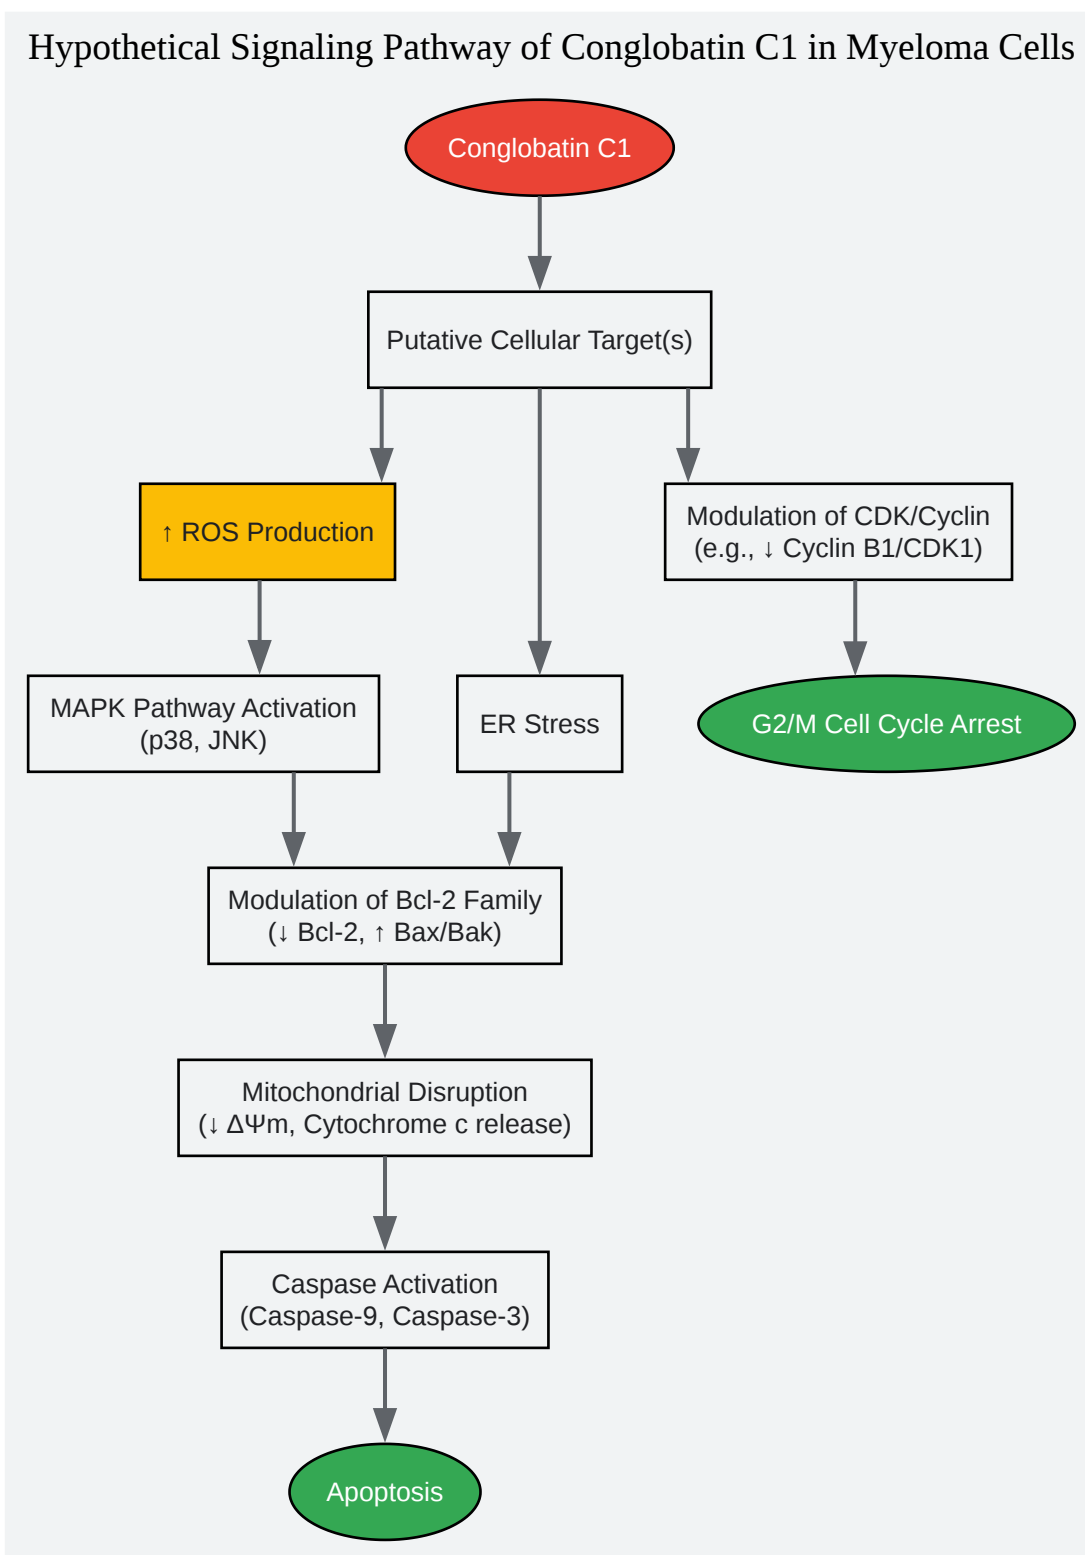 Hypothetical Signaling Pathway of Conglobatin C1 in Myeloma Cells
Conglobatin C1
Putative Cellular Target(s)
↑ ROS Production
Modulation of CDK/Cyclin
(e.g., ↓ Cyclin B1/CDK1)
MAPK Pathway Activation
(p38, JNK)
ER Stress
G2/M Cell Cycle Arrest
Modulation of Bcl-2 Family
(↓ Bcl-2, ↑ Bax/Bak)
Mitochondrial Disruption
(↓ ΔΨm, Cytochrome c release)
Caspase Activation
(Caspase-9, Caspase-3)
Apoptosis